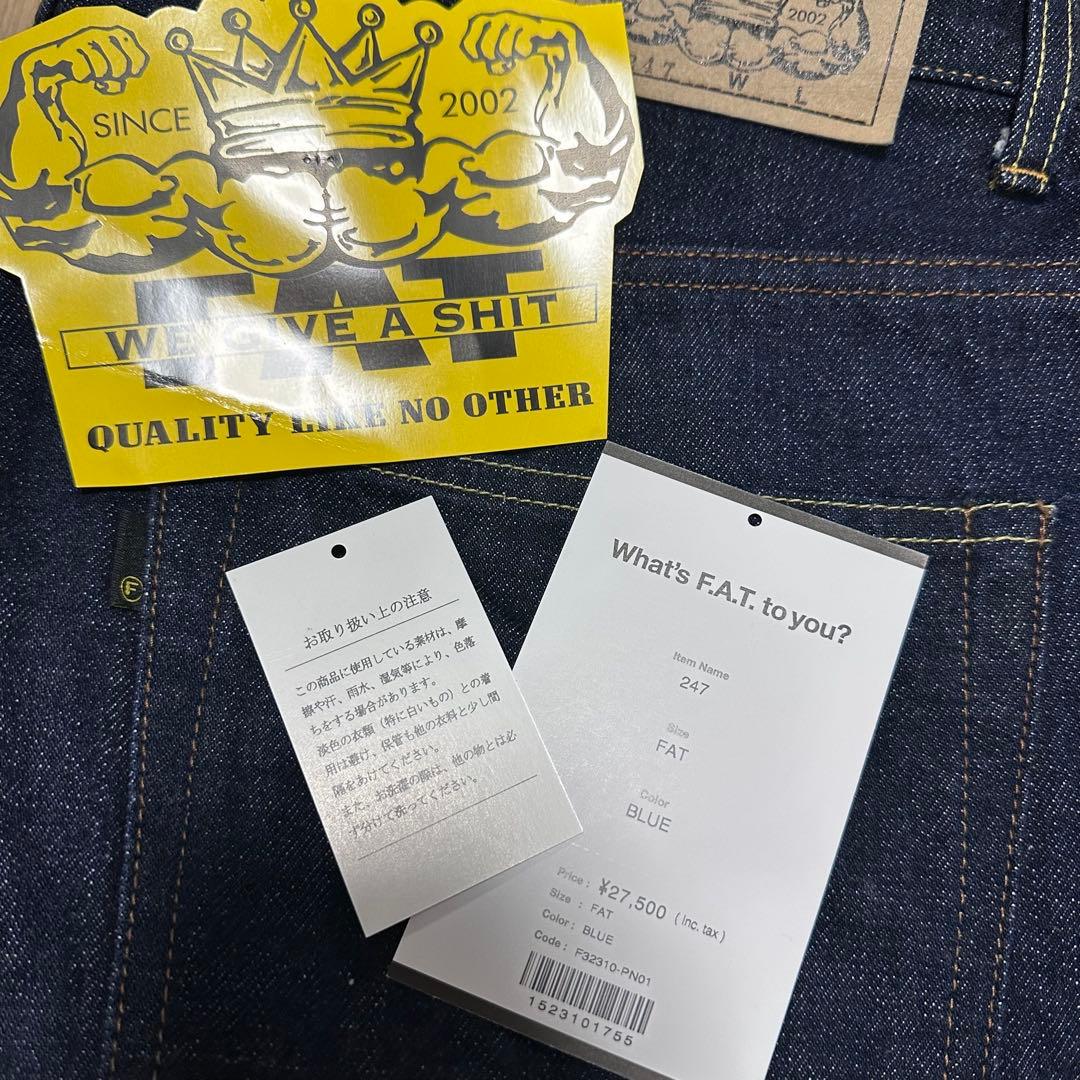 SINCE
2002
FAT
WE GIVE A SHIT
QUALITY LIKE NO OTHER
2002
247
W
L
F
お取り扱い上の注意
この商品に使用している素材は、摩
擦や汗、雨水、湿気等により、色落
ちをする場合があります。
淡色の衣類（特に白いもの）との着
用は避け、保管も他の衣料と少し間
隔をあけてください。
また、お洗濯の際は、他の物とは必
ず分けて洗ってください。
What's F.A.T. to you?
Item Name
247
Size
FAT
Color
BLUE
Price : ¥27,500 ( inc. tax )
Size : FAT
Color : BLUE
Code : F32310-PN01
1523101755